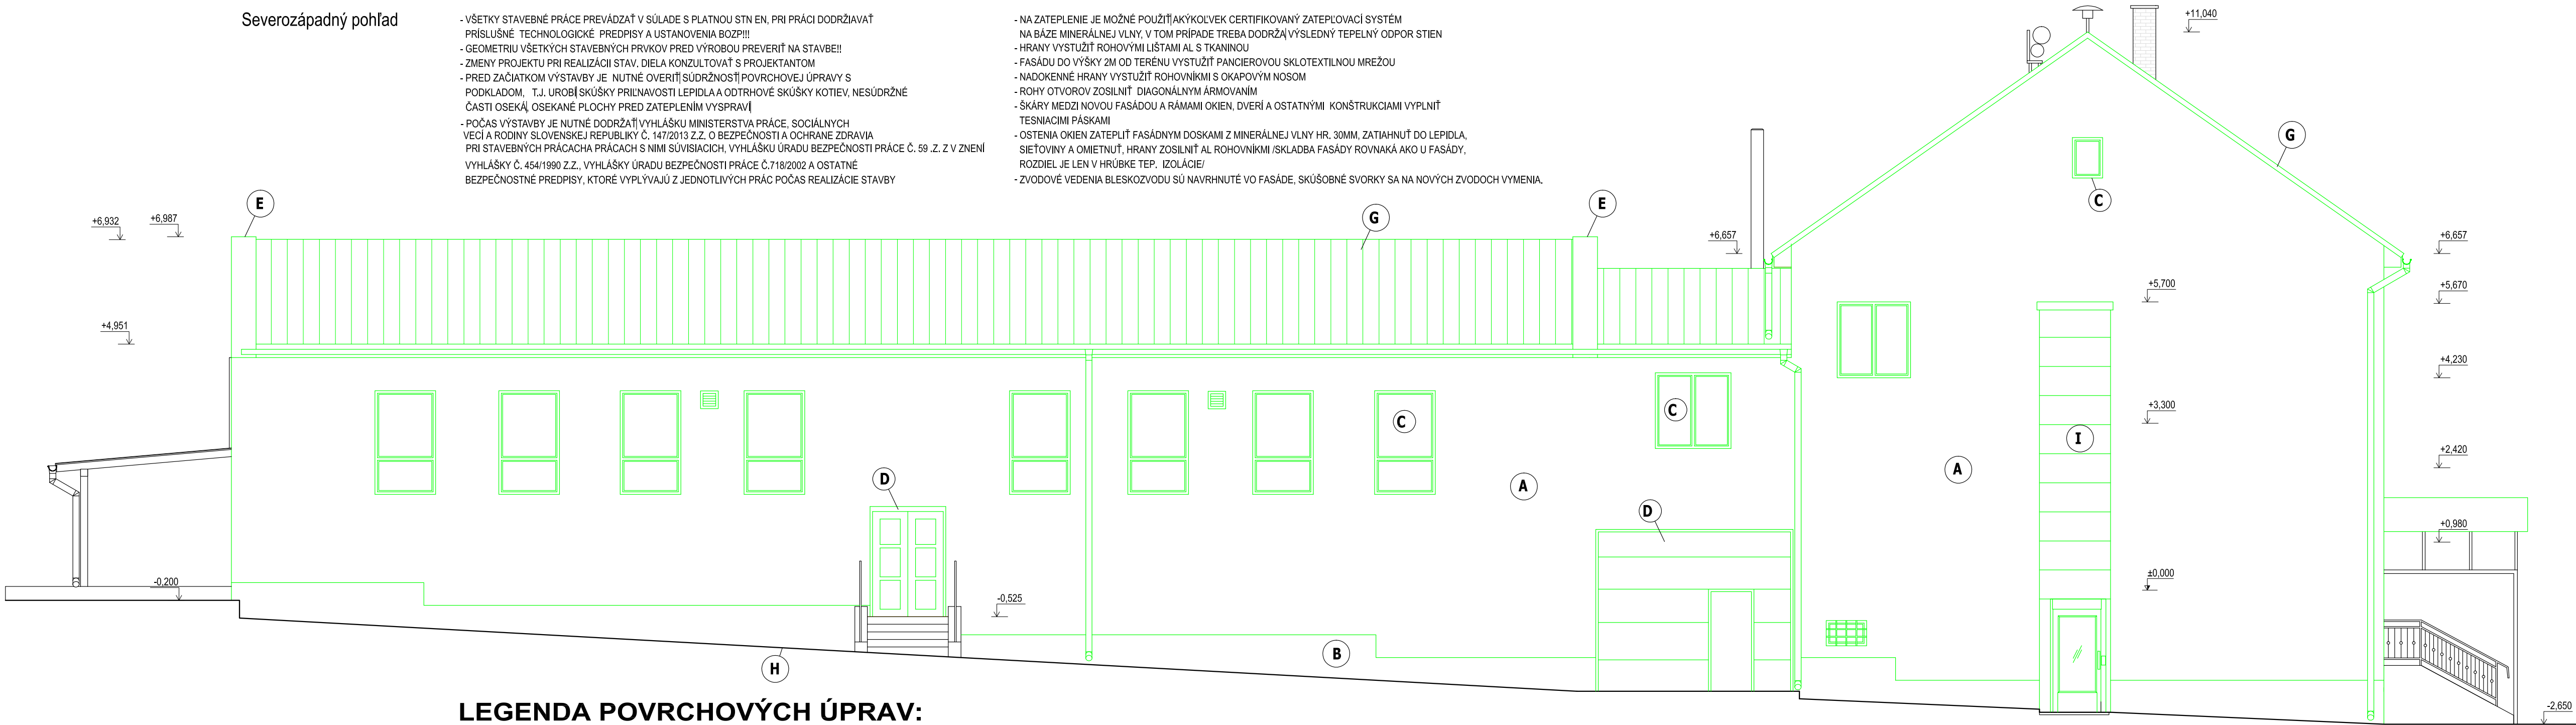 Severozápadný pohľad
- VŠETKY STAVEBNÉ PRÁCE PREVÁDZAŤ V SÚLADE S PLATNOU STN EN, PRI PRÁCI DODRŽIAVAŤ
PRÍSLUŠNÉ TECHNOLOGICKÉ PREDPISY A USTANOVENIA BOZP!!!
- GEOMETRIU VŠETKÝCH STAVEBNÝCH PRVKOV PRED VÝROBOU PREVERIŤ NA STAVBE!!
- ZMENY PROJEKTU PRI REALIZÁCII STAV, DIELA KONZULTOVAŤ S PROJEKTANTOM
- PRED ZAČIATKOM VÝSTAVBY JE NUTNÉ OVERIŤ SÚDRŽNOSŤ POVRCHOVEJ ÚPRAVY S
PODKLADOM, T.J. UROBI SKÚŠKY PRIĽNAVOSTI LEPIDLA A ODTRHOVÉ SKÚŠKY KOTIEV, NESÚDRŽNÉ
ČASTI OSEKÁ, OSEKANÉ PLOCHY PRED ZATEPLENÍM VYSPRAVÍ
- POČAS VÝSTAVBY JE NUTNÉ DODRŽAŤ VYHLÁŠKU MINISTERSTVA PRÁCE, SOCIÁLNYCH
VECÍ A RODINY SLOVENSKEJ REPUBLIKY Č. 147/2013 Z,Z, O BEZPEČNOSTI A OCHRANE ZDRAVIA
PRI STAVEBNÝCH PRÁCACHA PRÁCACH S NIMI SÚVISIACICH, VYHLÁŠKU ÚRADU BEZPEČNOSTI PRÁCE Č. 59 .Z. Z V ZNENÍ
VYHLÁŠKY Č. 454/1990 Z.Z., VYHLÁŠKY ÚRADU BEZPEČNOSTI PRÁCE Č.718/2002 A OSTATNÉ
BEZPEČNOSTNÉ PREDPISY, KTORÉ VYPLÝVAJÚ Z JEDNOTLIVÝCH PRÁC POČAS REALIZÁCIE STAVBY
- NA ZATEPLENIE JE MOŽNÉ POUŽIŤ AKÝKOĽVEK CERTIFIKOVANÝ ZATEPĽOVACÍ SYSTÉM
NA BÁZE MINERÁLNEJ VLNY, V TOM PRÍPADE TREBA DODRŽA VÝSLEDNÝ TEPELNÝ ODPOR STIEN
- HRANY VYSTUŽIŤ ROHOVÝMI LIŠTAMI AL S TKANINOU
- FASÁDU DO VÝŠKY 2M OD TERÉNU VYSTUŽIŤ PANCIEROVOU SKLOTEXTILNOU MREŽOU
- NADOKENNÉ HRANY VYSTUŽIŤ ROHOVNÍKMI S OKAPOVÝM NOSOM
- ROHY OTVOROV ZOSILNIŤ DIAGONÁLNYM ÁRMOVANÍM
- ŠKÁRY MEDZI NOVOU FASÁDOU A RÁMAMI OKIEN, DVERÍ A OSTATNÝMI KONŠTRUKCIAMI VYPLNIŤ
TESNIACIMI PÁSKAMI
- OSTENIA OKIEN ZATEPLIŤ FASÁDNYM DOSKAMI Z MINERÁLNEJ VLNY HR. 30MM, ZATIAHNUŤ DO LEPIDLA,
SIEŤOVINY A OMIETNUŤ, HRANY ZOSILNIŤ AL ROHOVNÍKMI /SKLADBA FASÁDY ROVNAKÁ AKO U FASÁDY,
ROZDIEL JE LEN V HRÚBKE TEP. IZOLÁCIE/
- ZVODOVÉ VEDENIA BLESKOZVODU SÚ NAVRHNUTÉ VO FASÁDE, SKÚŠOBNÉ SVORKY SA NA NOVÝCH ZVODOCH VYMENIA.
+11,040
G
C
E
E
G
+6,932
+6,987
+6,657
+6,657
+5,700
+5,670
+4,951
+4,230
+3,300
C
C
I
+2,420
D
A
A
D
+0,980
-0,200
±0,000
-0,525
H
B
-2,650
LEGENDA POVRCHOVÝCH ÚPRAV: